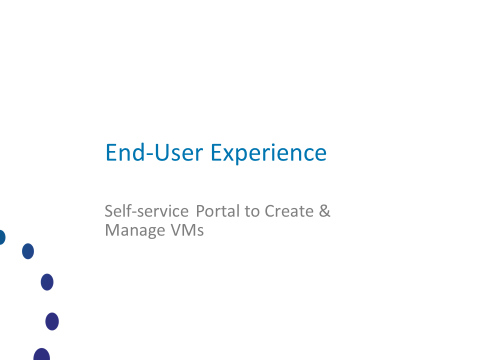 End-User Experience
Self-service Portal to Create &
Manage VMs